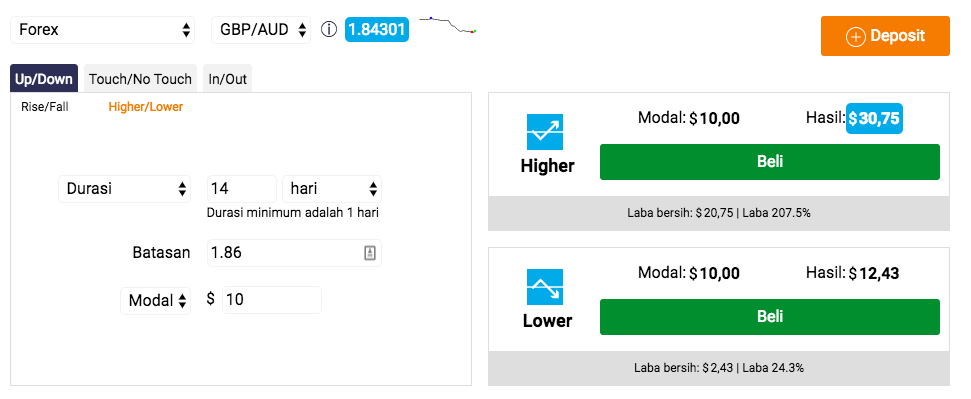 Forex GBP/AUD 1.84301 Deposit
Up/Down Touch/No Touch In/Out
Rise/Fall Higher/Lower
Durasi 14 hari
Durasi minimum adalah 1 hari
Batasan 1.86
Modal $ 10
Modal: $10,00 Hasil: $30,75
Higher Beli
Laba bersih: $20,75 | Laba 207.5%
Modal: $10,00 Hasil: $12,43
Lower Beli
Laba bersih: $2,43 | Laba 24.3%